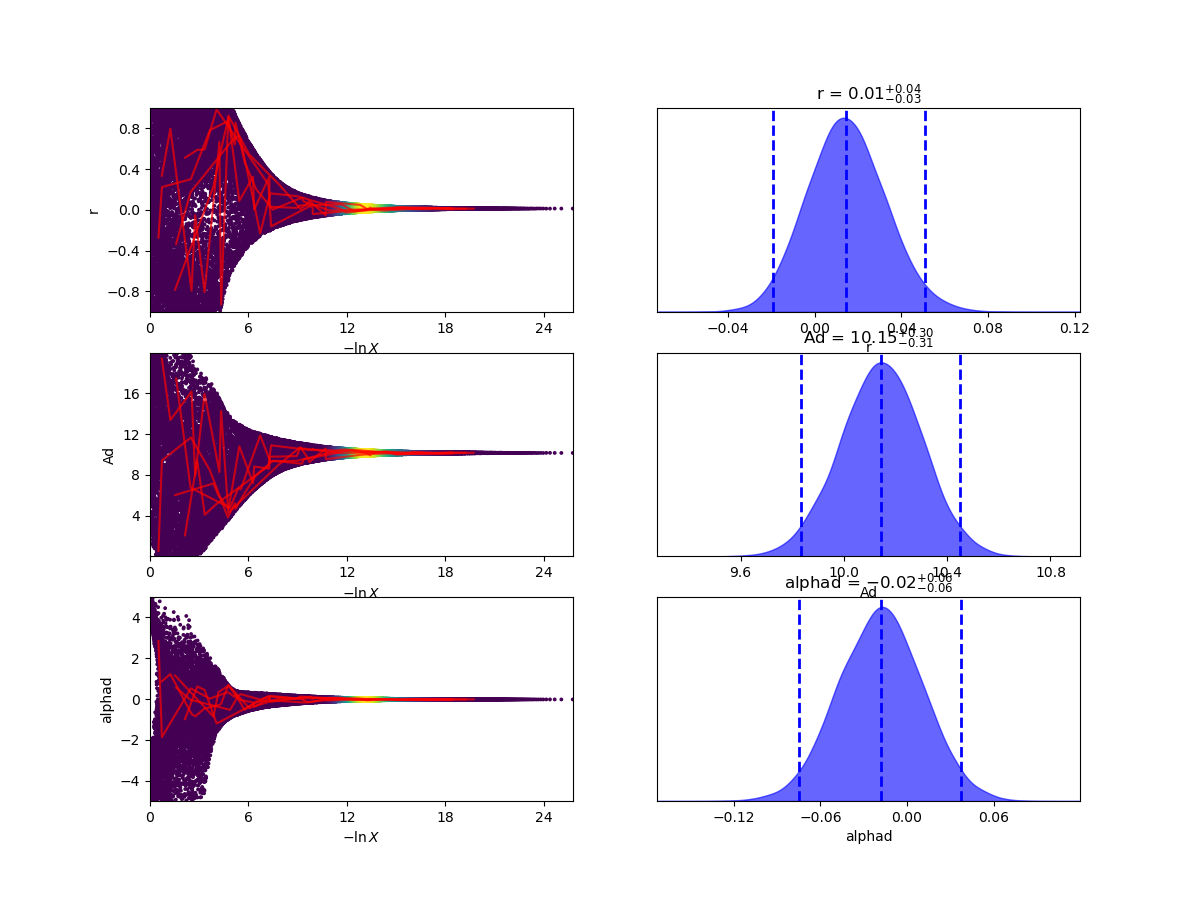 r = 0.01^{+0.04}_{-0.03}
0.8
0.4
0.0
−0.4
−0.8
r
0 6 12 18 24
−ln X
−0.04 0.00 0.04 0.08 0.12
r
Ad = 10.15^{+0.30}_{-0.31}
16
12
8
4
Ad
0 6 12 18 24
−ln X
9.6 10.0 10.4 10.8
Ad
alphad = −0.02^{+0.06}_{-0.06}
4
2
0
−2
−4
alphad
0 6 12 18 24
−ln X
−0.12 −0.06 0.00 0.06
alphad